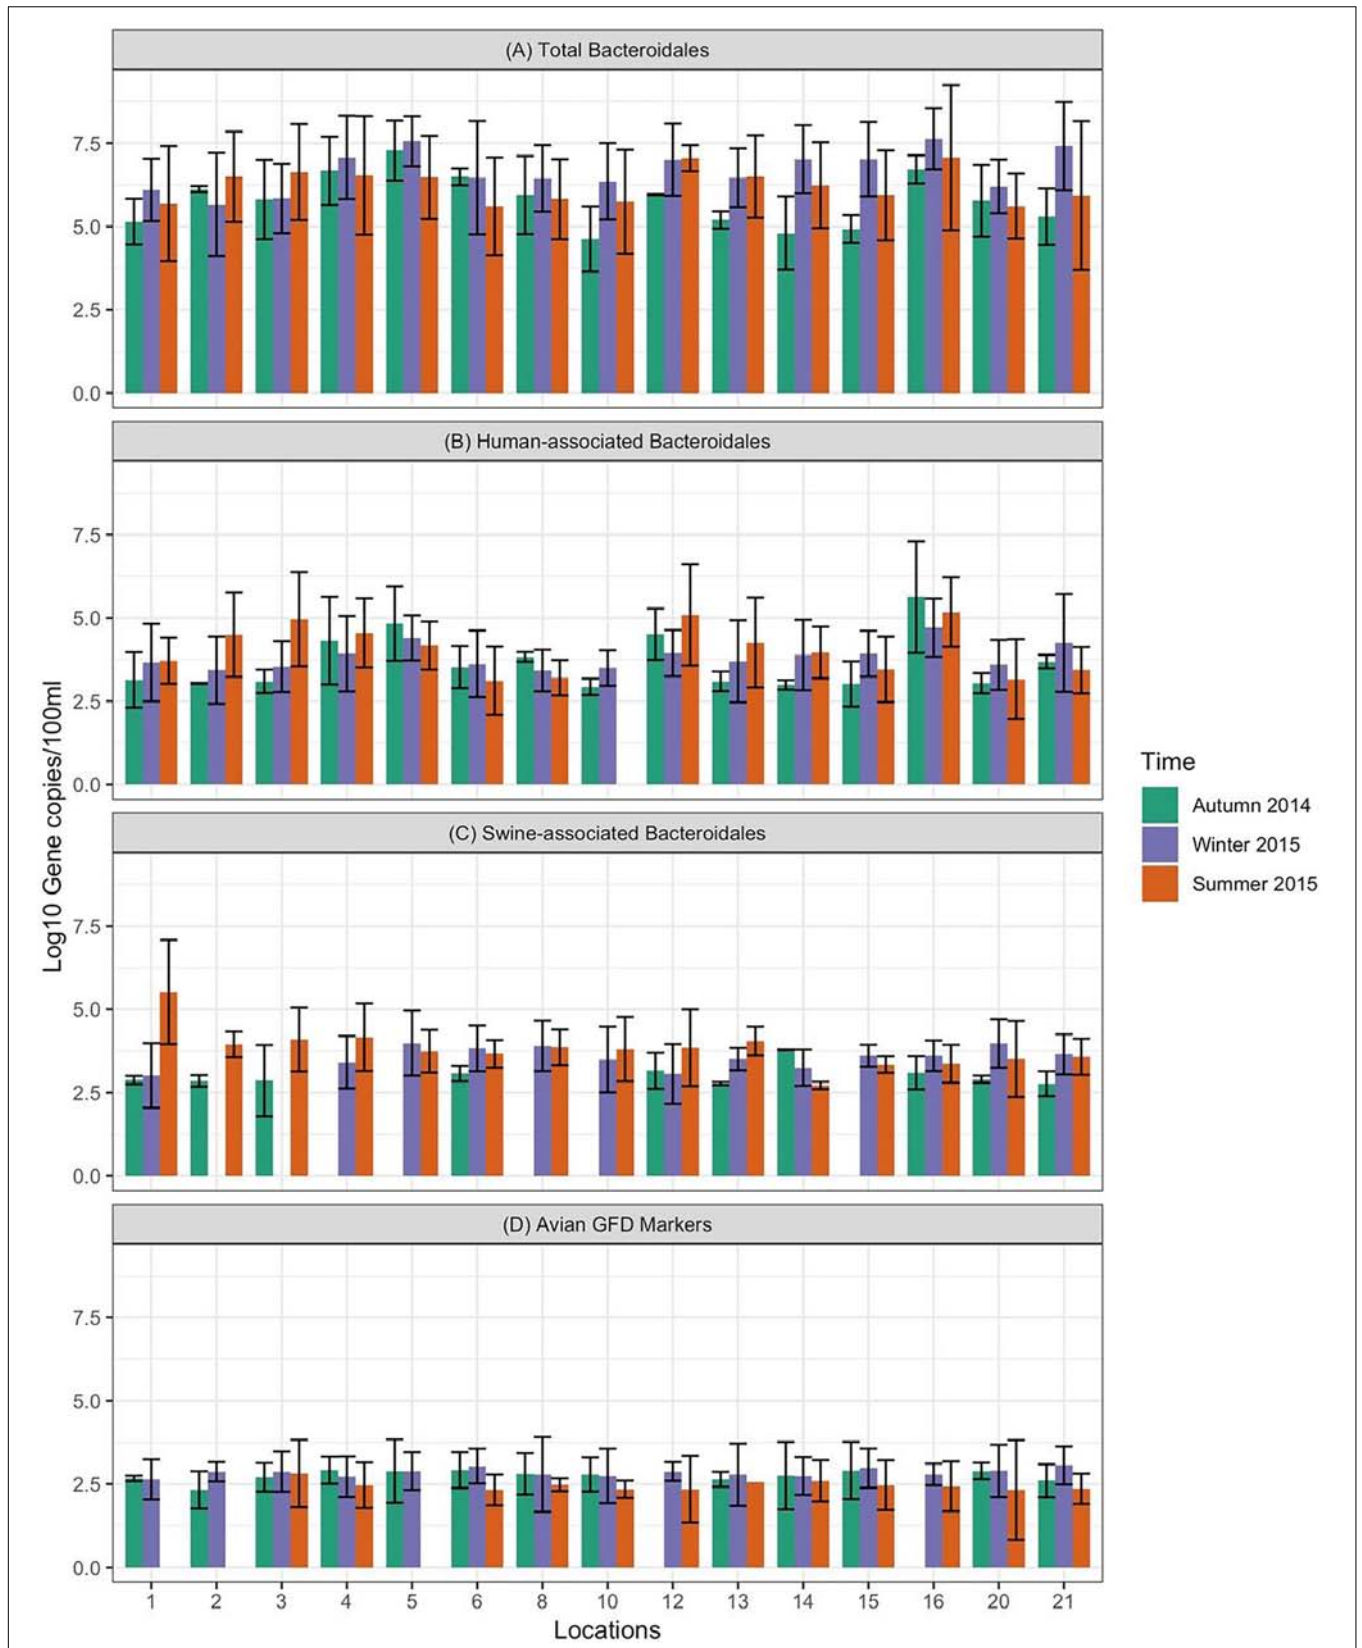 (A) Total Bacteroidales
7.5
5.0
2.5
0.0
(B) Human-associated Bacteroidales
7.5
5.0
2.5
0.0
(C) Swine-associated Bacteroidales
7.5
5.0
2.5
0.0
(D) Avian GFD Markers
7.5
5.0
2.5
0.0
1 2 3 4 5 6 8 10 12 13 14 15 16 20 21
Locations
Log10 Gene copies/100ml
Time
Autumn 2014
Winter 2015
Summer 2015